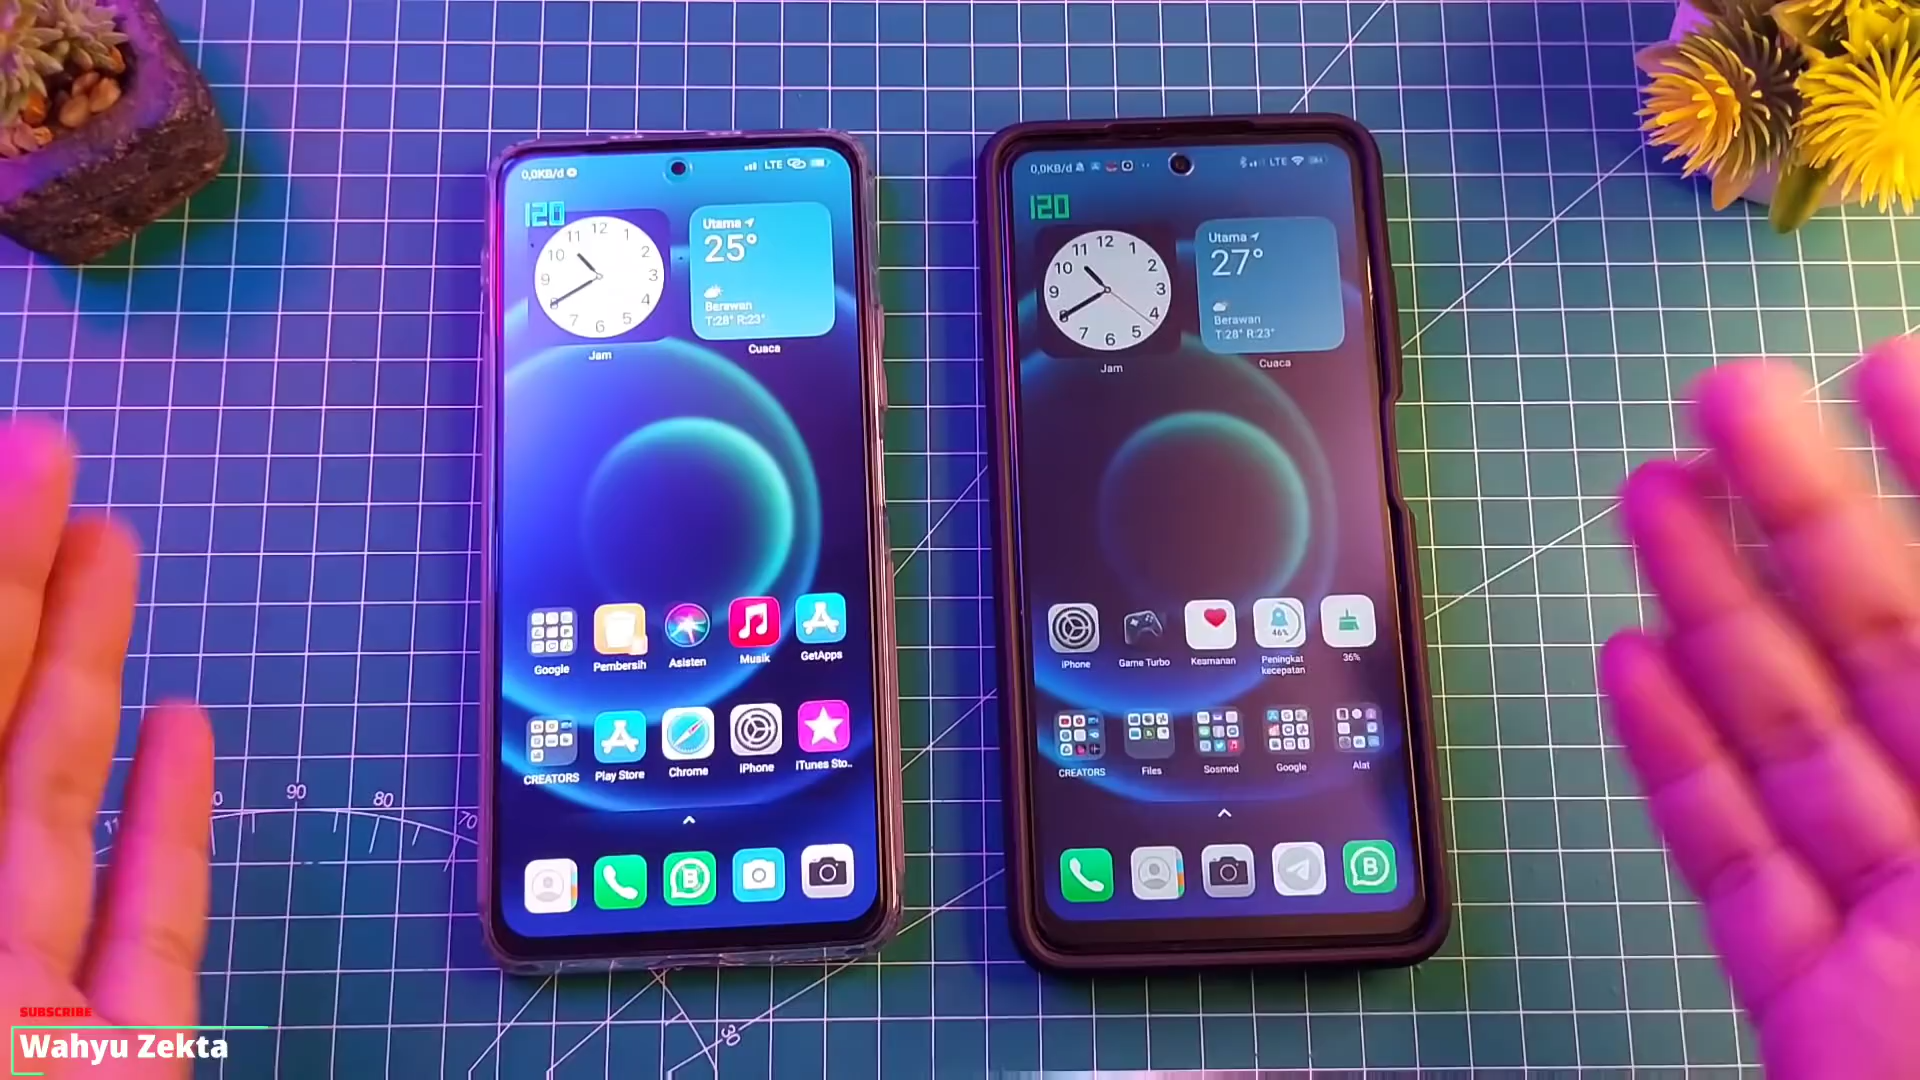 0,0KB/d
LTE
120
12
11
1
10
2
9
3
8
4
7
5
6
Jam
Utama
25°
Berawan
T:28° R:23°
Cuaca
Google
Pembersih
Asisten
Musik
GetApps
CREATORS
Play Store
Chrome
iPhone
iTunes Sto..
B
0,0KB/d
LTE
120
12
11
1
10
2
9
3
8
4
7
5
6
Jam
Utama
27°
Berawan
T:28° R:23°
Cuaca
iPhone
Game Turbo
Keamanan
46%
Peningkat
kecepatan
36%
CREATORS
Files
Sosmed
Google
Alat
B
90
80
70
SUBSCRIBE
Wahyu Zekta